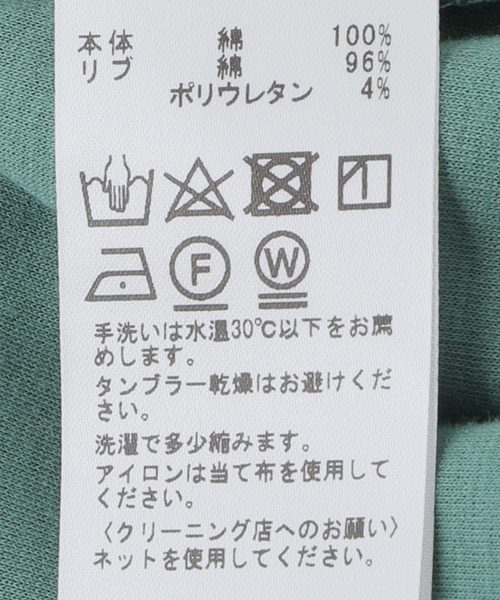 本体 綿 100%
リブ 綿 96%
ポリウレタン 4%
F W
手洗いは水温30℃以下をお薦
めします。
タンブラー乾燥はお避けくだ
さい。
洗濯で多少縮みます。
アイロンは当て布を使用して
ください。
〈クリーニング店へのお願い〉
ネットを使用してください。